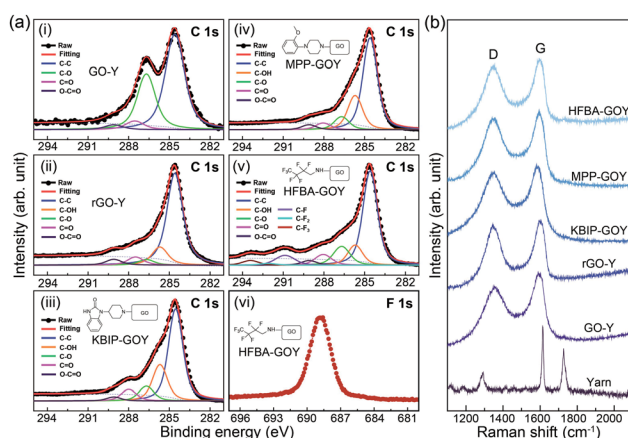 (a)
Intensity (arb. unit)
(i)
C 1s
Raw
Fitting
C-C
C-O
C=O
O-C=O
GO-Y
294 291 288 285 282
(iv)
C 1s
Raw
Fitting
C-C
C-OH
C-O
C=O
O-C=O
GO
MPP-GOY
294 291 288 285 282
(ii)
C 1s
Raw
Fitting
C-C
C-OH
C-O
C=O
O-C=O
rGO-Y
294 291 288 285 282
(v)
C 1s
Raw
Fitting
C-C
C-OH
C-O
C=O
O-C=O
C-F
C-F2
C-F3
NH
GO
HFBA-GOY
294 291 288 285 282
(iii)
C 1s
Raw
Fitting
C-C
C-OH
C-O
C=O
O-C=O
GO
KBIP-GOY
294 291 288 285 282
(vi)
F 1s
NH
GO
HFBA-GOY
696 693 690 687 684 681
Binding energy (eV)
(b)
Intensity (arb. unit)
D
G
HFBA-GOY
MPP-GOY
KBIP-GOY
rGO-Y
GO-Y
Yarn
1200 1400 1600 1800 2000
Raman shift (cm-1)